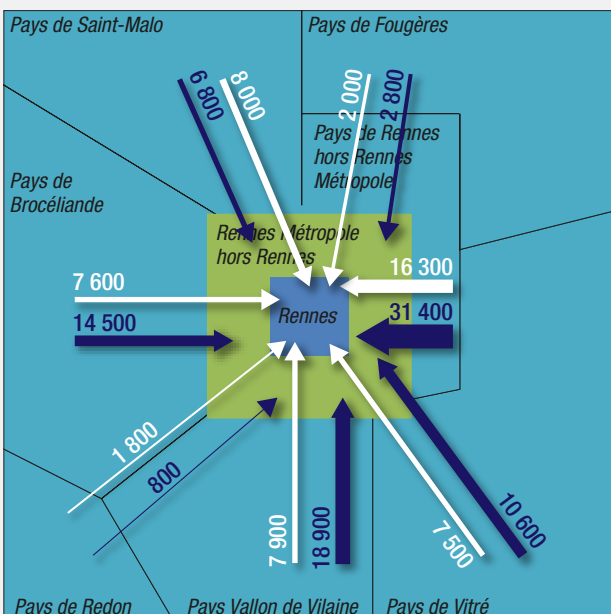 Pays de Saint-Malo
Pays de Fougères
6 800
8 000
2 000
2 800
Pays de Rennes
hors Rennes
Métropole
Pays de
Brocéliande
Rennes Métropole
hors Rennes
16 300
7 600
14 500
Rennes
31 400
1 800
800
7 900
18 900
7 500
10 600
Pays de Redon
Pays Vallon de Vilaine
Pays de Vitré